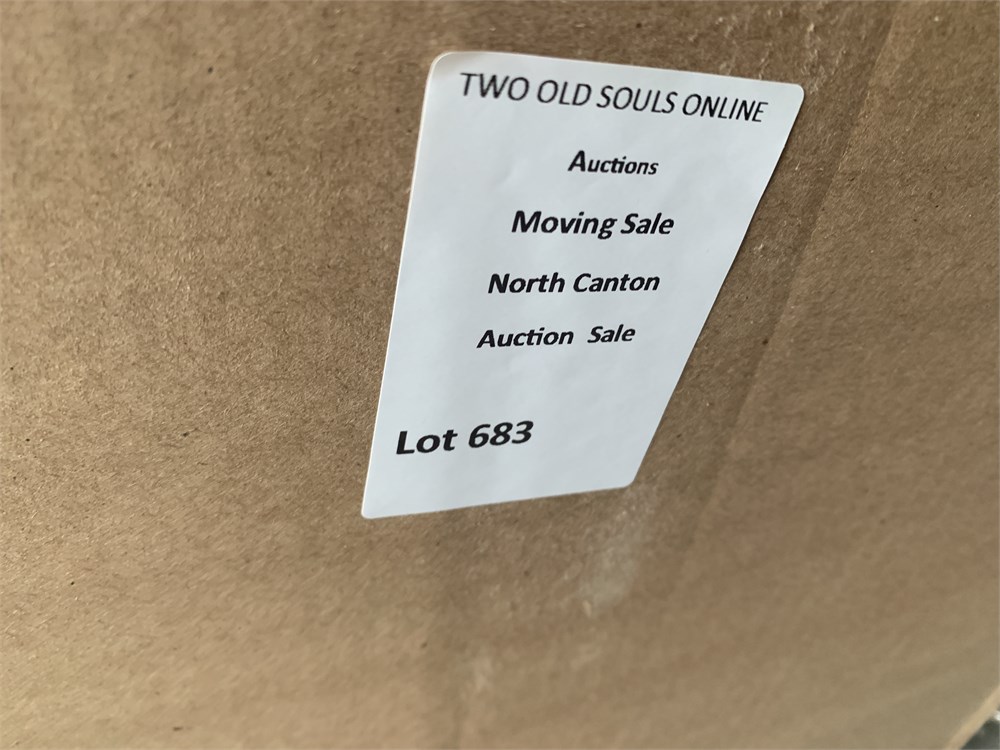 TWO OLD SOULS ONLINE
Auctions
Moving Sale
North Canton
Auction Sale
Lot 683